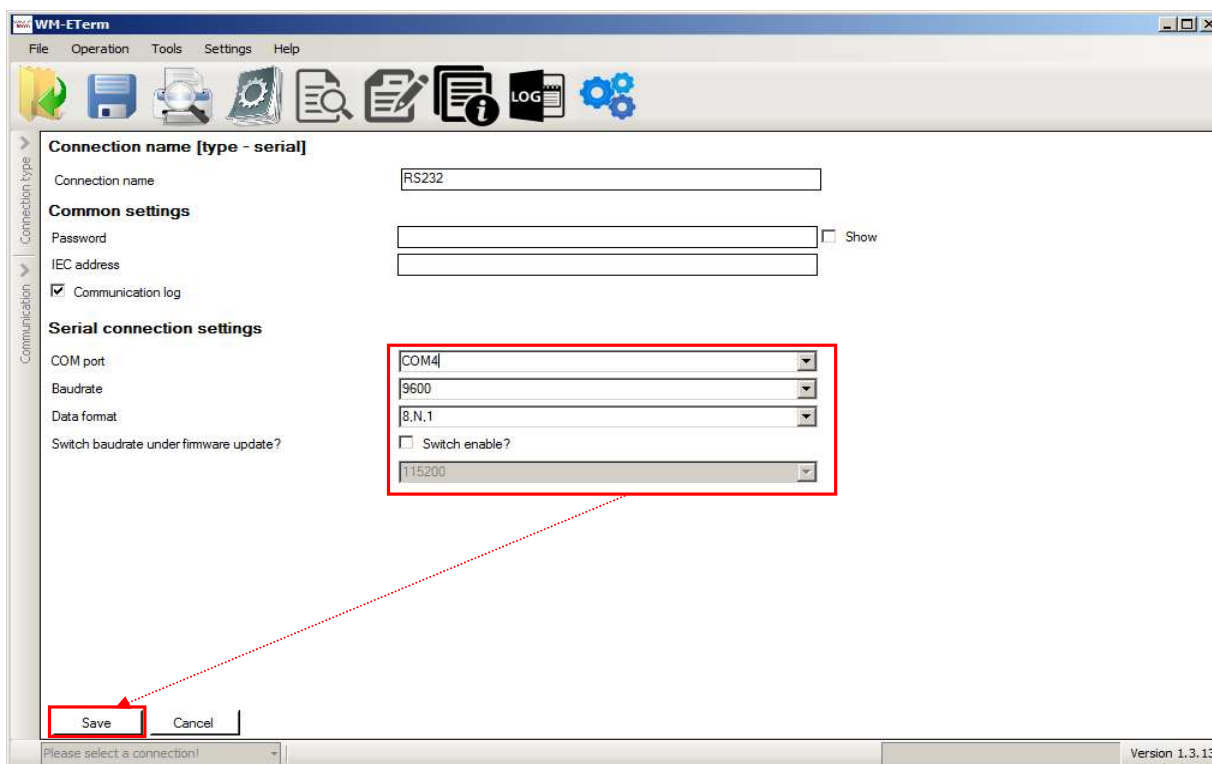 WM-ETerm
File Operation Tools Settings Help
LOG
Connection type
Communication
Connection name [type - serial]
Connection name RS232
Common settings
Password Show
IEC address
Communication log
Serial connection settings
COM port COM4
Baudrate 9600
Data format 8,N,1
Switch baudrate under firmware update? Switch enable?
115200
Save Cancel
Please select a connection! Version 1.3.13